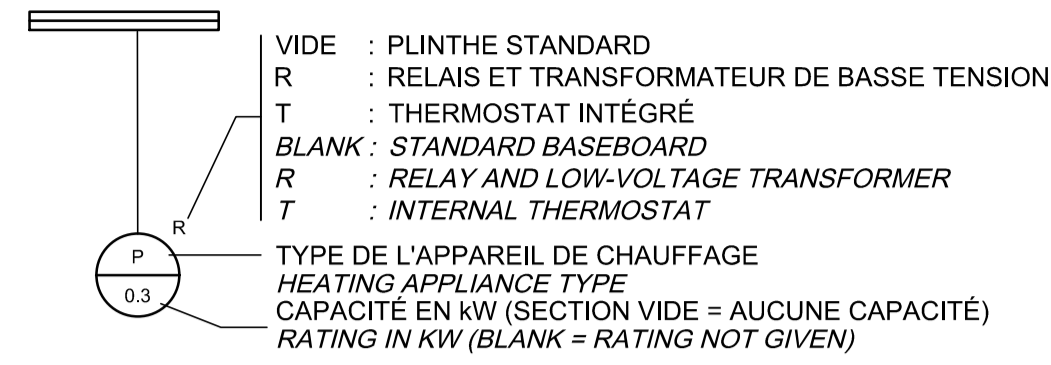 VIDE : PLINTHE STANDARD
R : RELAIS ET TRANSFORMATEUR DE BASSE TENSION
T : THERMOSTAT INTÉGRÉ
BLANK : STANDARD BASEBOARD
R : RELAY AND LOW-VOLTAGE TRANSFORMER
T : INTERNAL THERMOSTAT
R
P
TYPE DE L'APPAREIL DE CHAUFFAGE
HEATING APPLIANCE TYPE
0.3
CAPACITÉ EN kW (SECTION VIDE = AUCUNE CAPACITÉ)
RATING IN KW (BLANK = RATING NOT GIVEN)